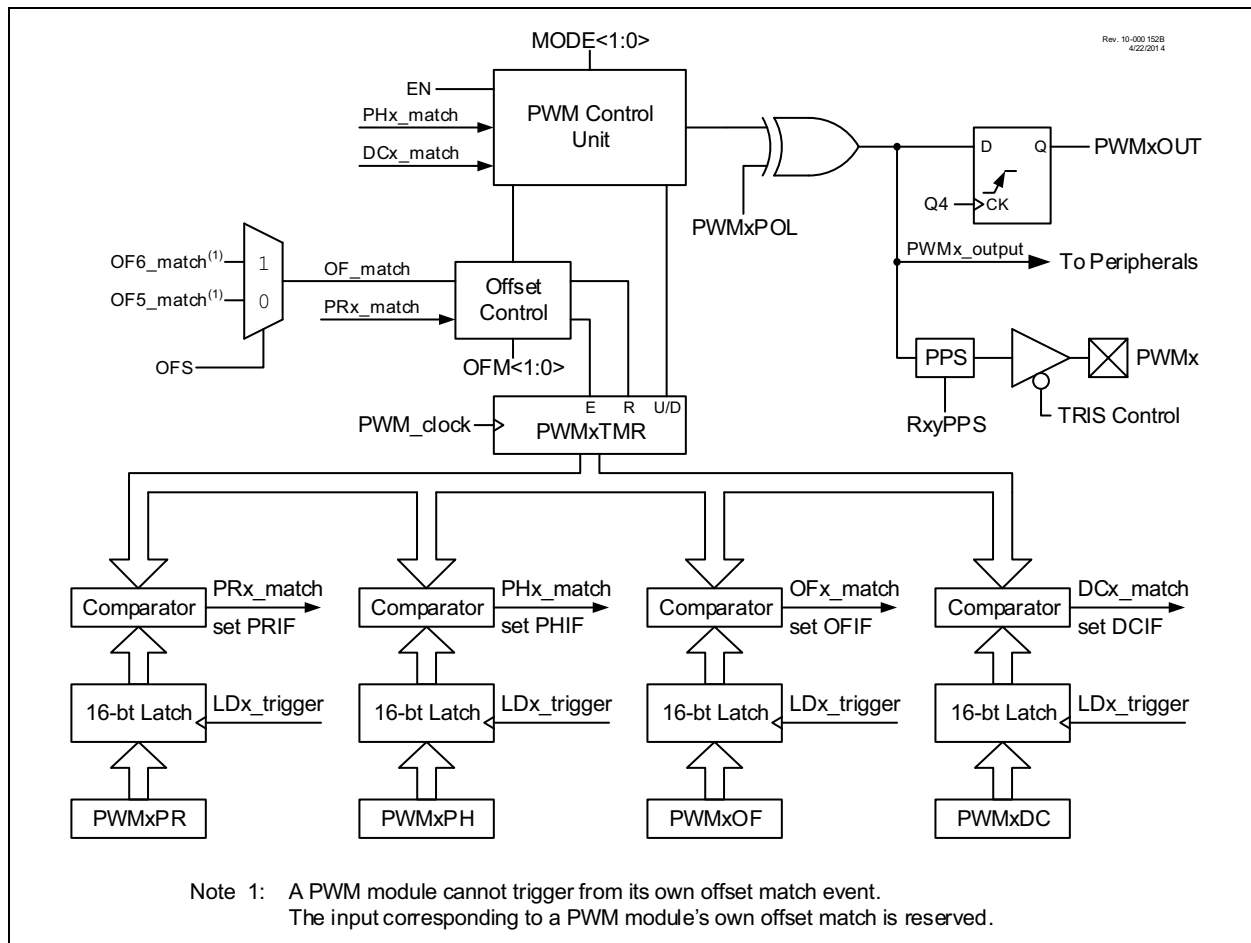 MODE<1:0>
Rev. 10-000 152B
4/22/2014
EN
PHx_match
DCx_match
PWM Control
Unit
D Q
PWMxOUT
Q4
CK
PWMxPOL
PWMx_output
To Peripherals
OF6_match(1)
1
OF5_match(1)
0
OFS
OF_match
PRx_match
Offset
Control
OFM<1:0>
PPS
PWMx
RxyPPS
TRIS Control
E R U/D
PWM_clock
PWMxTMR
Comparator
PRx_match
set PRIF
Comparator
PHx_match
set PHIF
Comparator
OFx_match
set OFIF
Comparator
DCx_match
set DCIF
16-bt Latch
LDx_trigger
16-bt Latch
LDx_trigger
16-bt Latch
LDx_trigger
16-bt Latch
LDx_trigger
PWMxPR
PWMxPH
PWMxOF
PWMxDC
Note 1: A PWM module cannot trigger from its own offset match event.
The input corresponding to a PWM module's own offset match is reserved.